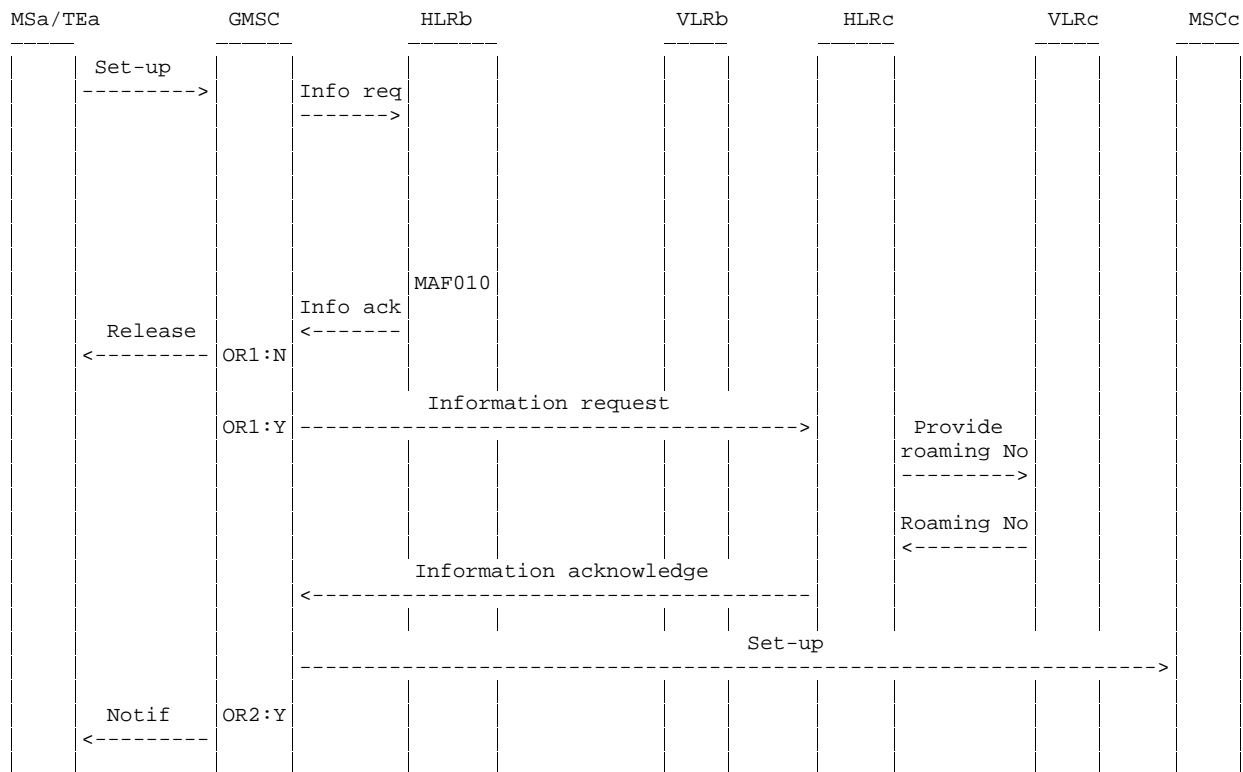 MSa/TEa GMSC HLRb VLRb HLRc VLRc MSCc
Set-up
---------> Info req
------->
MAF010
Info ack
Release <-------
<--------- OR1:N
Information request
OR1:Y ---------------------------------------> Provide
roaming No
--------->
Roaming No
<---------
Information acknowledge
<---------------------------------------
Set-up
------------------------------------------------------------------->
Notif OR2:Y
<---------